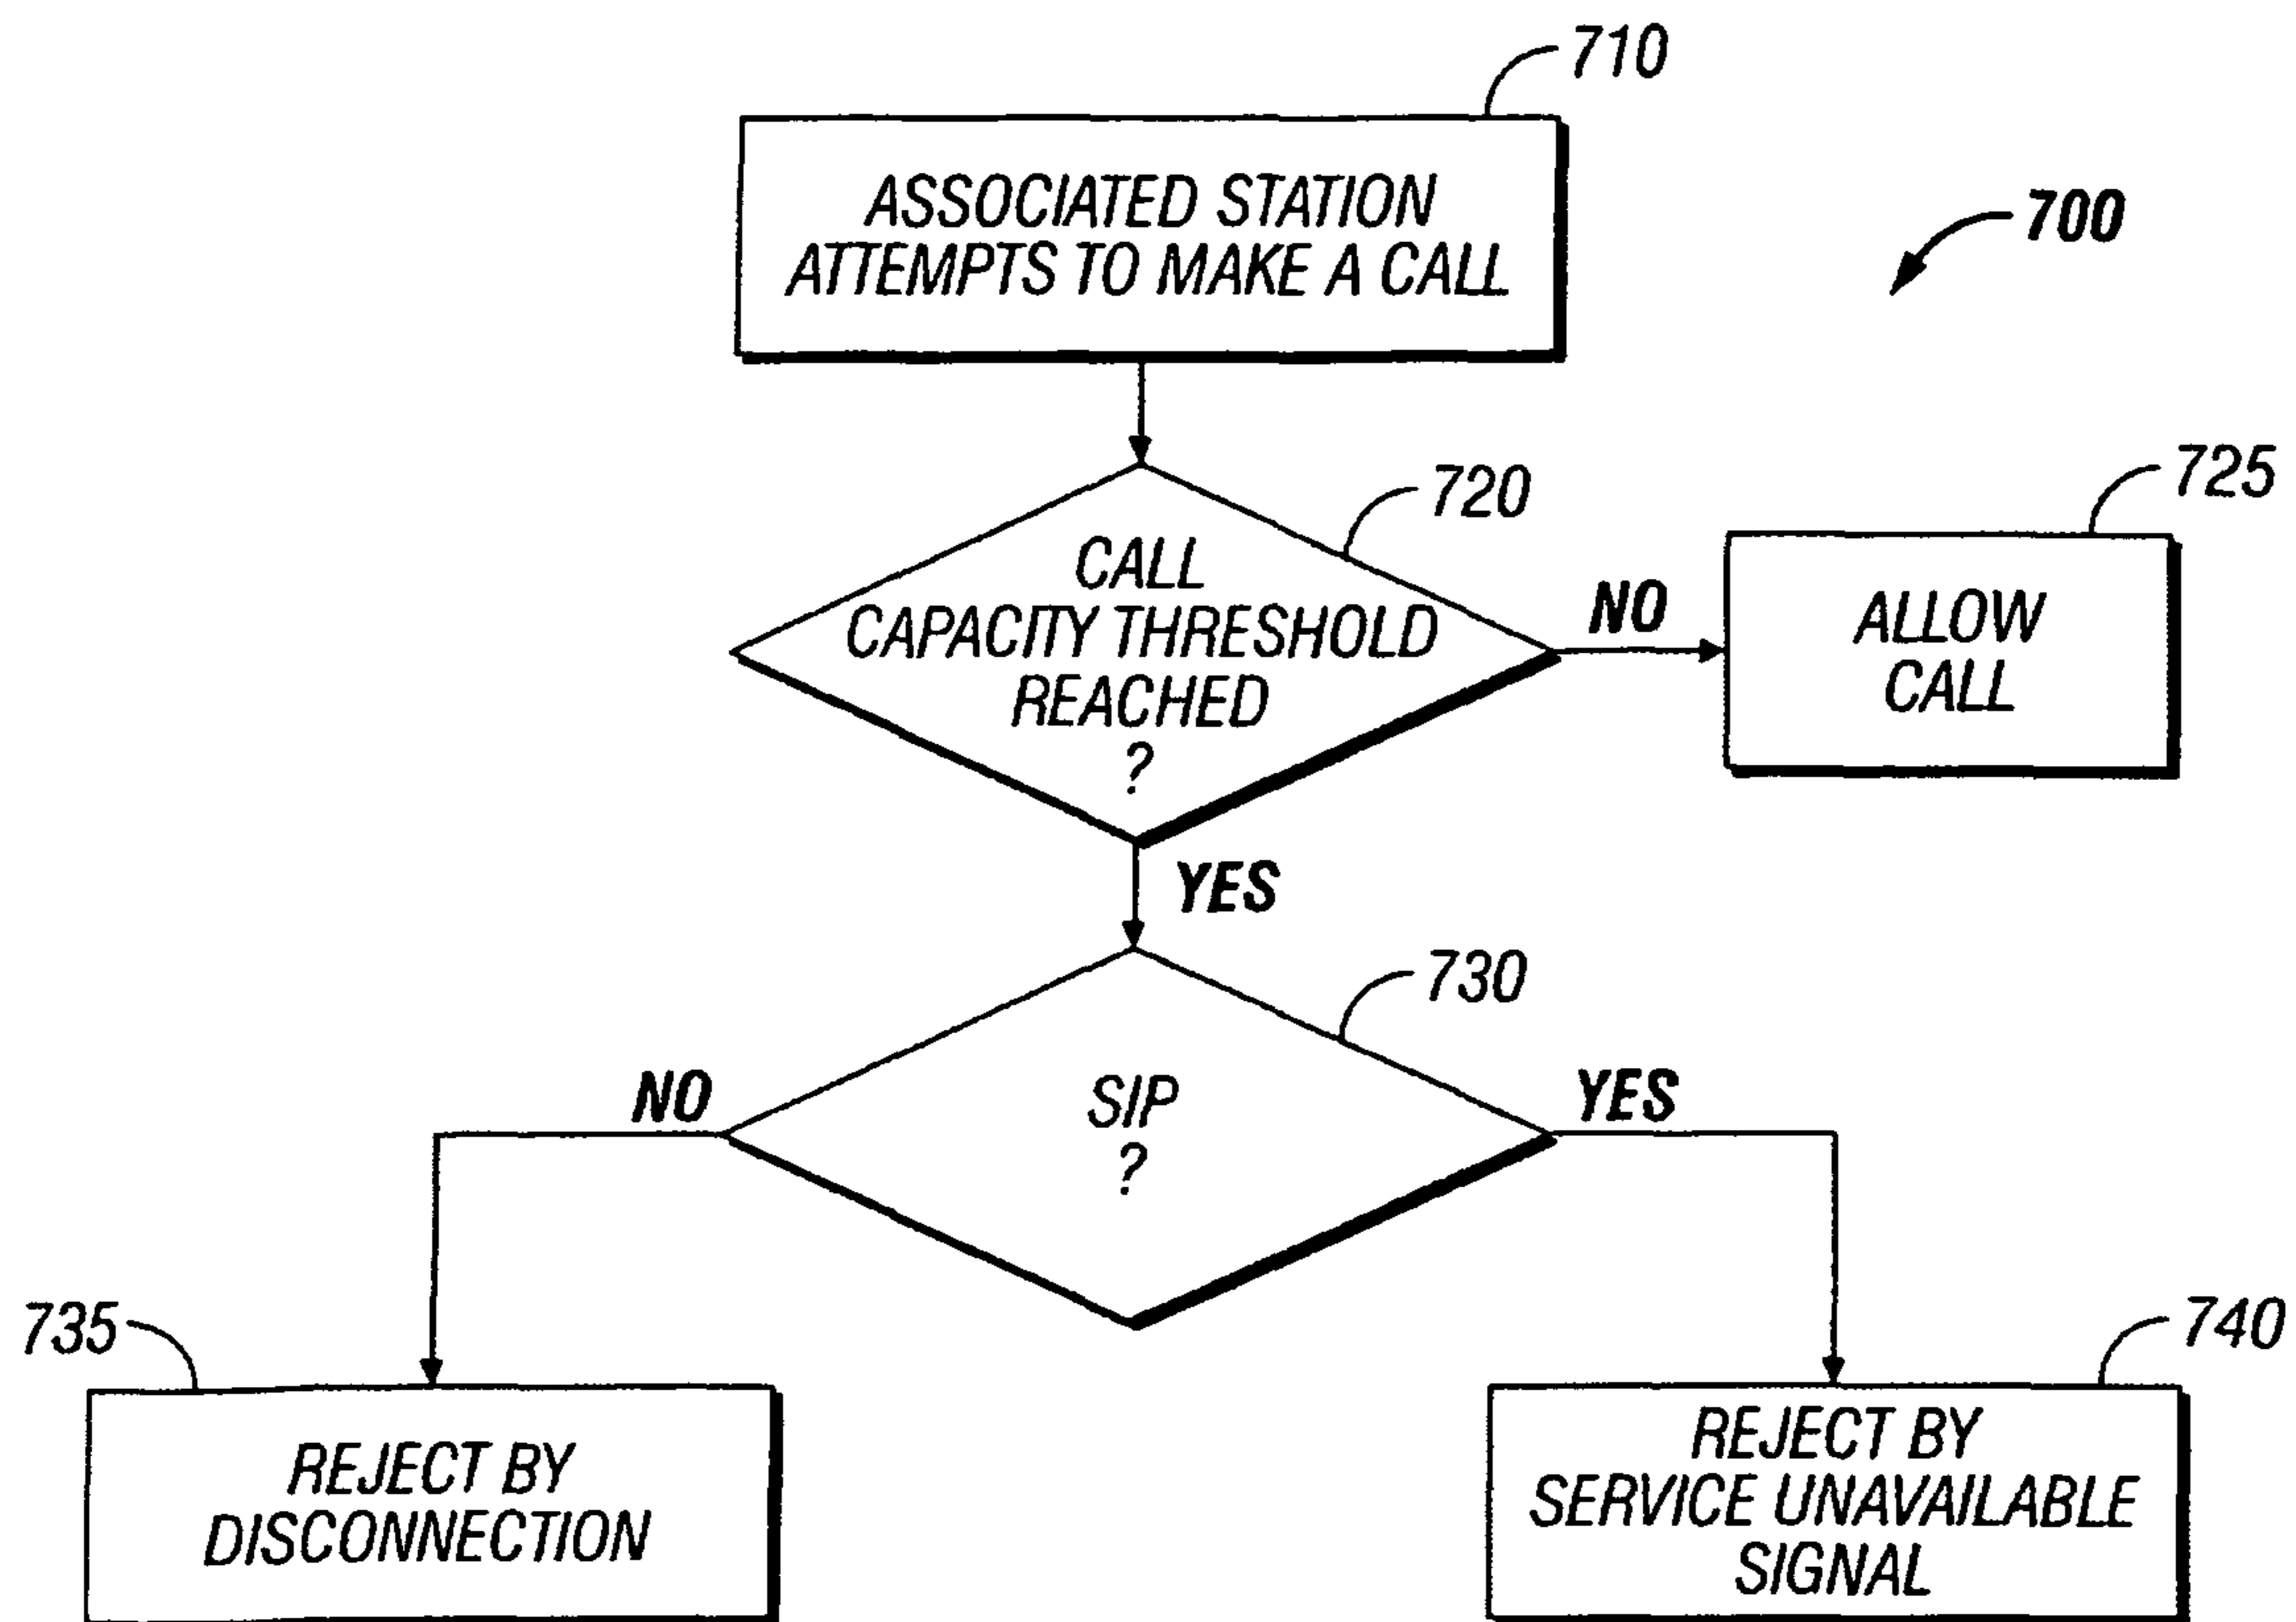 710
ASSOCIATED STATION
ATTEMPTS TO MAKE A CALL
700
720
725
CALL
CAPACITY THRESHOLD
REACHED
?
NO
ALLOW
CALL
YES
730
SIP
?
NO
YES
735
740
REJECT BY
DISCONNECTION
REJECT BY
SERVICE UNAVAILABLE
SIGNAL